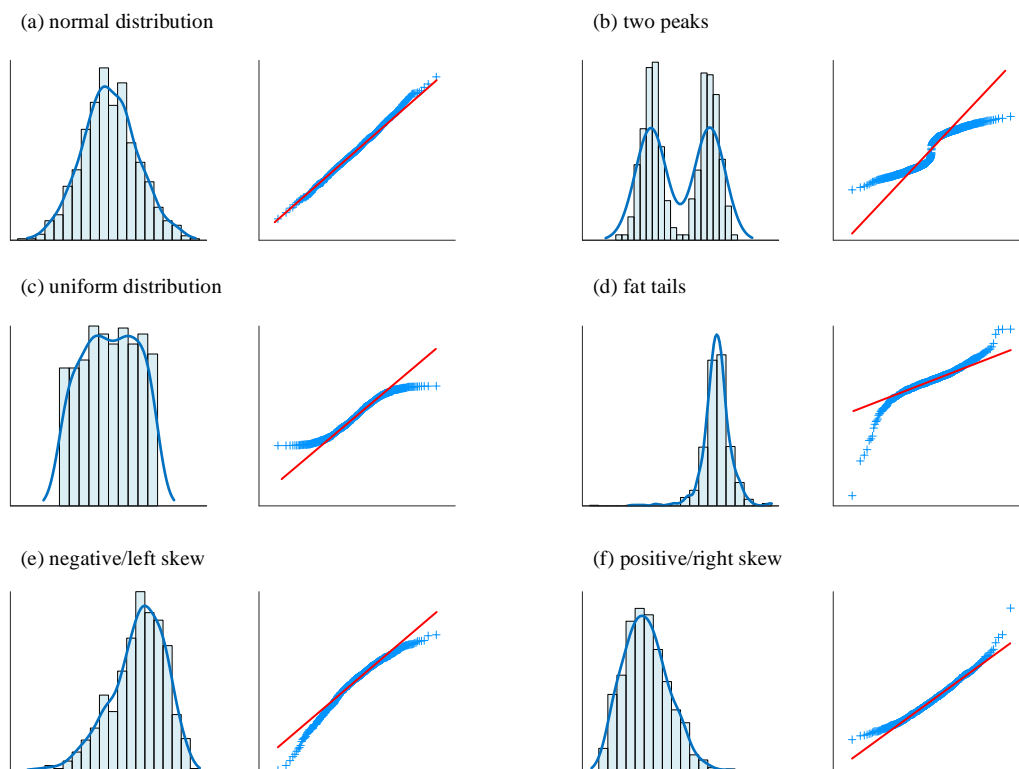 (a) normal distribution
(b) two peaks
(c) uniform distribution
(d) fat tails
(e) negative/left skew
(f) positive/right skew